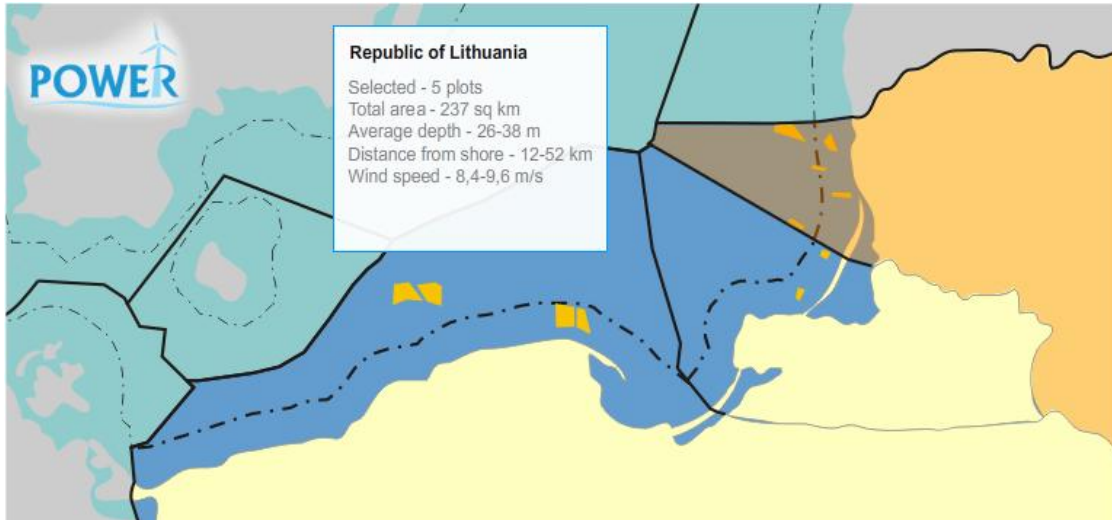 POWER
Republic of Lithuania
Selected - 5 plots
Total area - 237 sq km
Average depth - 26-38 m
Distance from shore - 12-52 km
Wind speed - 8,4-9,6 m/s